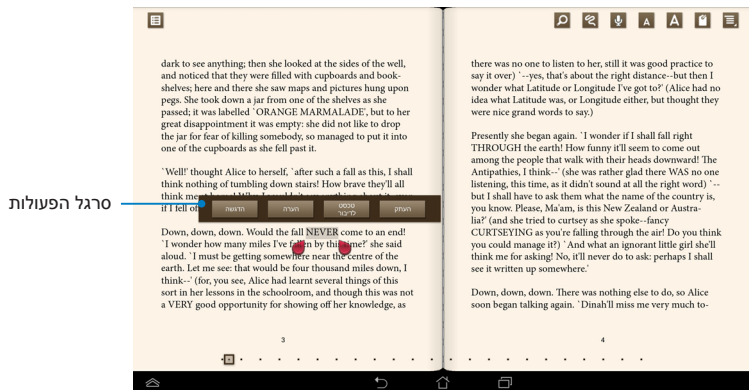 סרגל הפעולות
dark to see anything; then she looked at the sides of the well,
and noticed that they were filled with cupboards and book-
shelves; here and there she saw maps and pictures hung upon
pegs. She took down a jar from one of the shelves as she
passed; it was labelled `ORANGE MARMALADE', but to her
great disappointment it was empty: she did not like to drop
the jar for fear of killing somebody, so managed to put it into
one of the cupboards as she fell past it.
`Well!' thought Alice to herself, `after such a fall as this, I shall
think nothing of tumbling down stairs! How brave they'll all
think me
if I fell of
הדגשה
הערה
טכסט
לדיבור
העתק
Down, down, down. Would the fall NEVER come to an end!
`I wonder how many miles I've fallen by this time?' she said
aloud. `I must be getting somewhere near the centre of the
earth. Let me see: that would be four thousand miles down, I
think--' (for, you see, Alice had learnt several things of this
sort in her lessons in the schoolroom, and though this was not
a VERY good opportunity for showing off her knowledge, as
3
A A
there was no one to listen to her, still it was good practice to
say it over) `--yes, that's about the right distance--but then I
wonder what Latitude or Longitude I've got to?' (Alice had no
idea what Latitude was, or Longitude either, but thought they
were nice grand words to say.)
Presently she began again. `I wonder if I shall fall right
THROUGH the earth! How funny it'll seem to come out
among the people that walk with their heads downward! The
Antipathies, I think--' (she was rather glad there WAS no one
listening, this time, as it didn't sound at all the right word) `--
but I shall have to ask them what the name of the country is,
you know. Please, Ma'am, is this New Zealand or Austra-
lia?' (and she tried to curtsey as she spoke--fancy
CURTSEYING as you're falling through the air! Do you think
you could manage it?) `And what an ignorant little girl she'll
think me for asking! No, it'll never do to ask: perhaps I shall
see it written up somewhere.'
Down, down, down. There was nothing else to do, so Alice
soon began talking again. `Dinah'll miss me very much to-
4